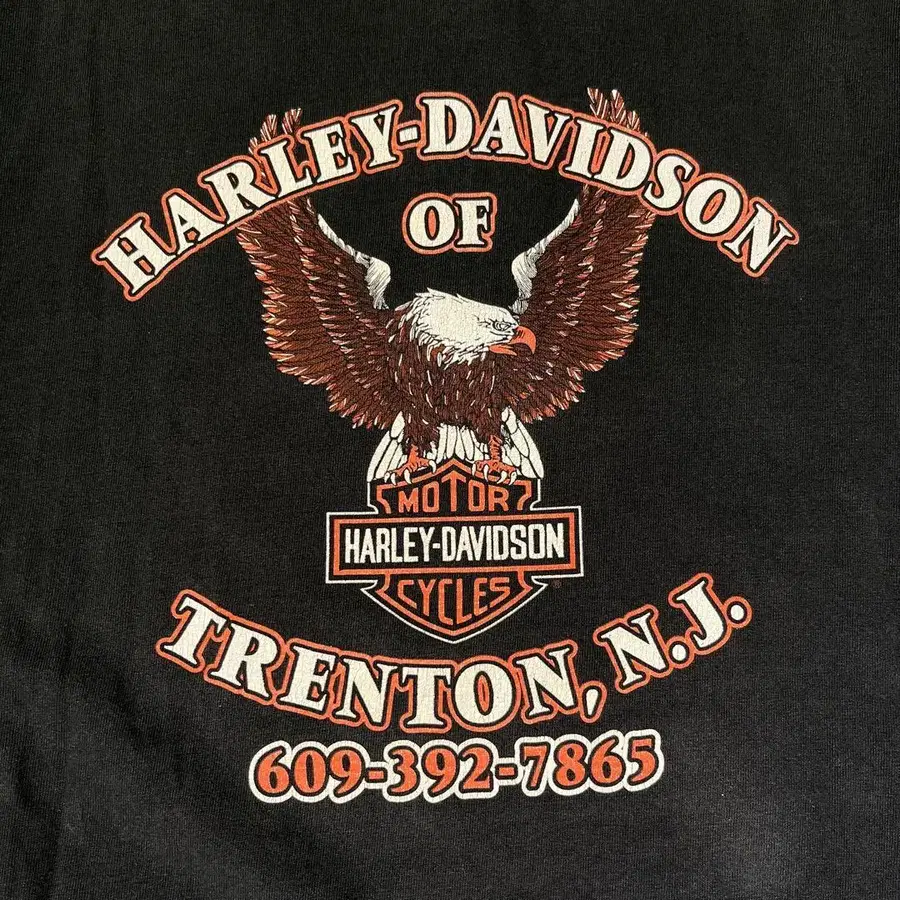 HARLEY-DAVIDSON
OF
MOTOR
HARLEY-DAVIDSON
CYCLES
TRENTON, N.J.
609-392-7865